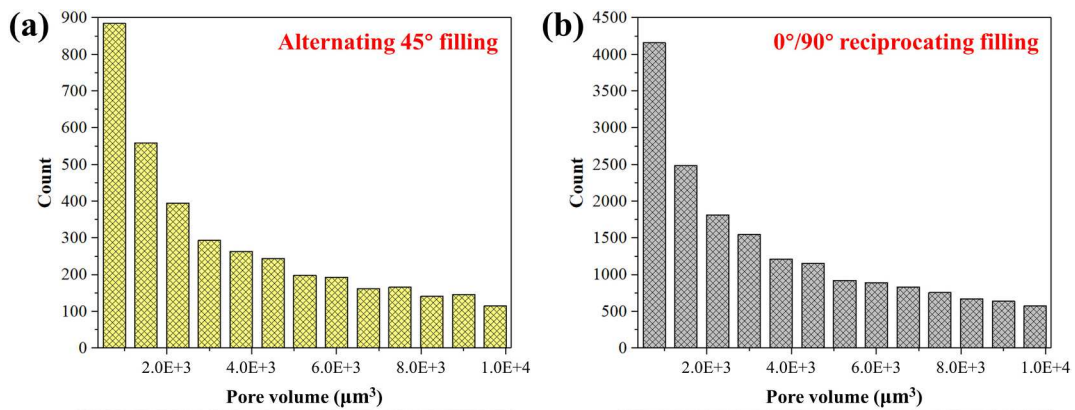 (a)
Alternating 45° filling
900
800
700
600
500
400
300
200
100
0
Count
2.0E+3 4.0E+3 6.0E+3 8.0E+3 1.0E+4
Pore volume (μm³)
(b)
0°/90° reciprocating filling
4500
4000
3500
3000
2500
2000
1500
1000
500
0
Count
2.0E+3 4.0E+3 6.0E+3 8.0E+3 1.0E+4
Pore volume (μm³)